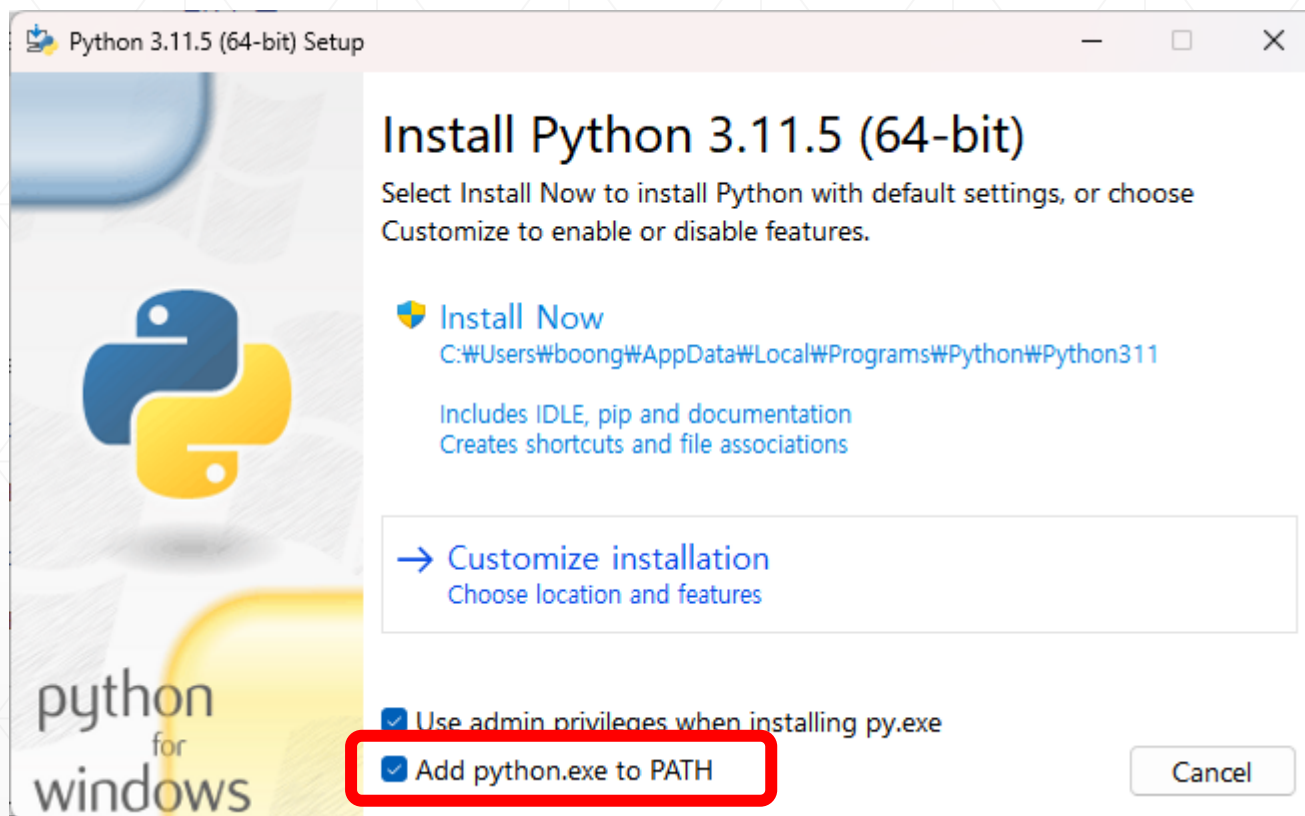 Python 3.11.5 (64-bit) Setup
Install Python 3.11.5 (64-bit)
Select Install Now to install Python with default settings, or choose
Customize to enable or disable features.
Install Now
C:₩Users₩boong₩AppData₩Local₩Programs₩Python₩Python311
Includes IDLE, pip and documentation
Creates shortcuts and file associations
Customize installation
Choose location and features
Use admin privileges when installing py.exe
Add python.exe to PATH
Cancel
python
for
windows